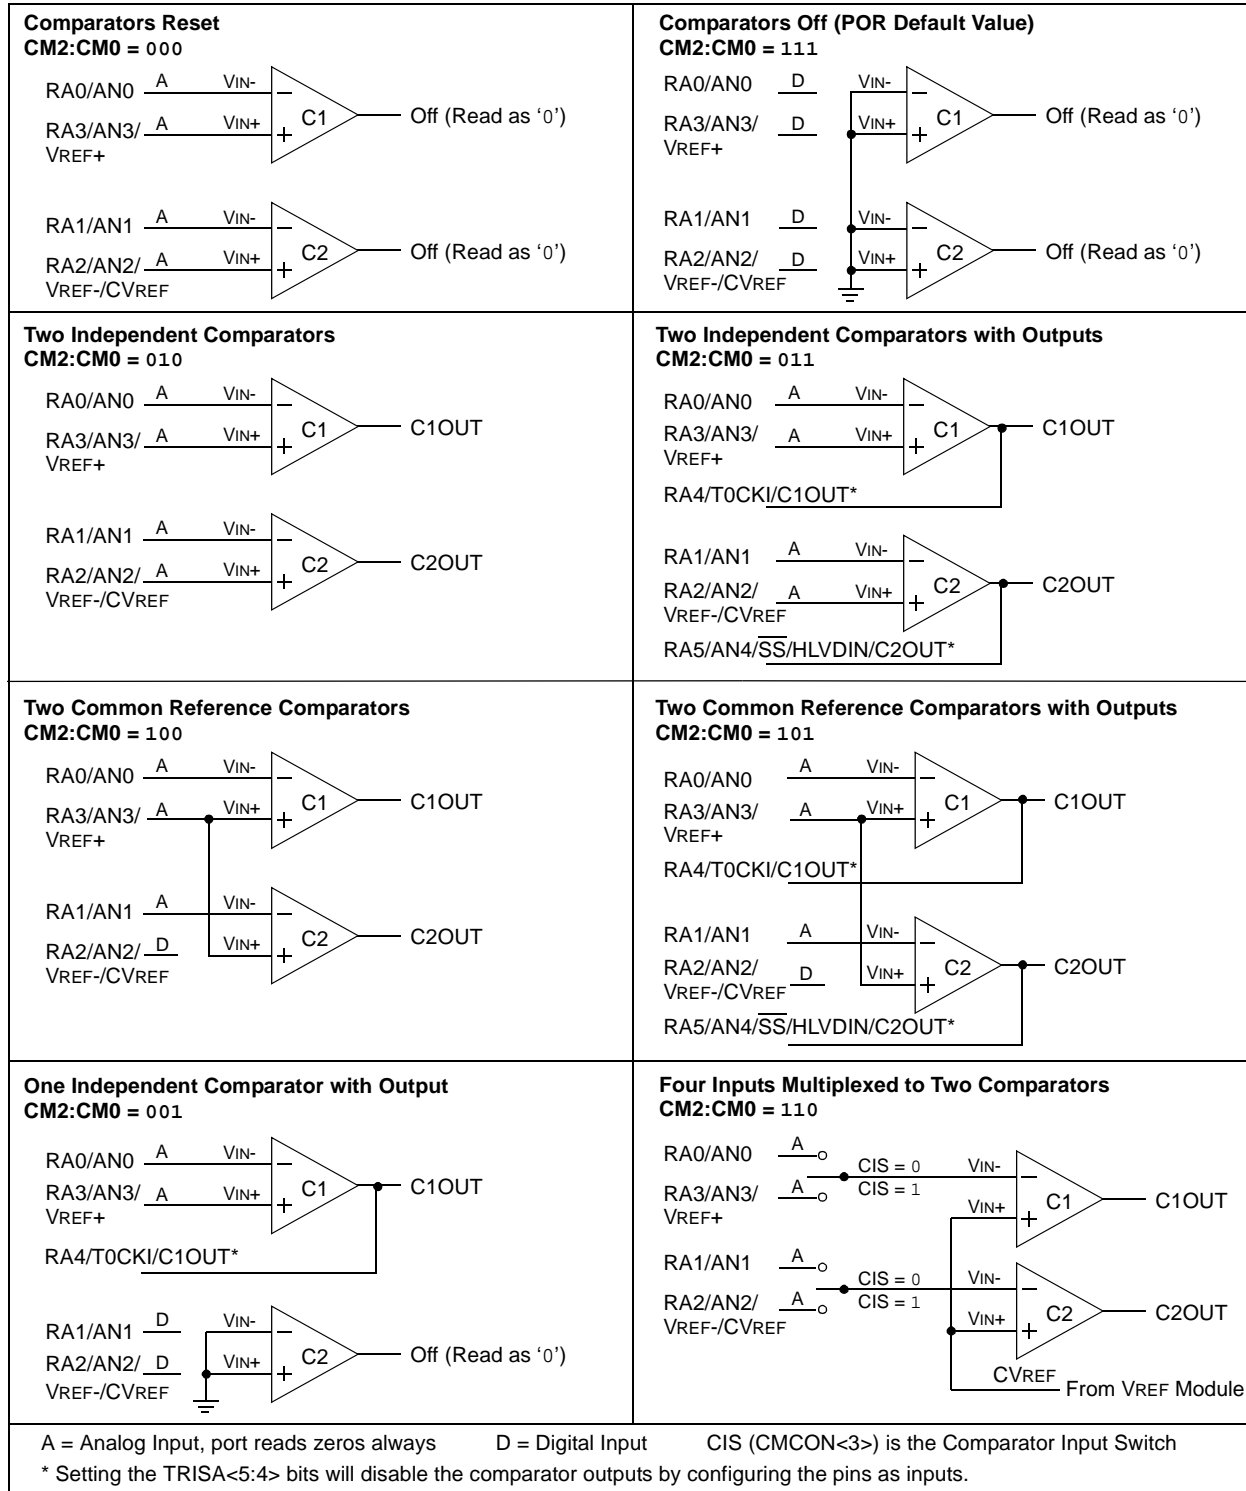 Comparators Reset
CM2:CM0 = 000
RA0/AN0 A VIN-
C1 Off (Read as ‘0’)
RA3/AN3/ A VIN+
VREF+
RA1/AN1 A VIN-
C2 Off (Read as ‘0’)
RA2/AN2/ A VIN+
VREF-/CVREF
Comparators Off (POR Default Value)
CM2:CM0 = 111
RA0/AN0 D VIN-
C1 Off (Read as ‘0’)
RA3/AN3/ D VIN+
VREF+
RA1/AN1 D VIN-
C2 Off (Read as ‘0’)
RA2/AN2/ D VIN+
VREF-/CVREF
Two Independent Comparators
CM2:CM0 = 010
RA0/AN0 A VIN-
C1 C1OUT
RA3/AN3/ A VIN+
VREF+
RA1/AN1 A VIN-
C2 C2OUT
RA2/AN2/ A VIN+
VREF-/CVREF
Two Independent Comparators with Outputs
CM2:CM0 = 011
RA0/AN0 A VIN-
C1 C1OUT
RA3/AN3/ A VIN+
VREF+
RA4/T0CKI/C1OUT*
RA1/AN1 A VIN-
C2 C2OUT
RA2/AN2/ A VIN+
VREF-/CVREF
RA5/AN4/SS/HLVDIN/C2OUT*
Two Common Reference Comparators
CM2:CM0 = 100
RA0/AN0 A VIN-
C1 C1OUT
RA3/AN3/ A VIN+
VREF+
RA1/AN1 A VIN-
C2 C2OUT
RA2/AN2/ D VIN+
VREF-/CVREF
Two Common Reference Comparators with Outputs
CM2:CM0 = 101
RA0/AN0 A VIN-
C1 C1OUT
RA3/AN3/ A VIN+
VREF+
RA4/T0CKI/C1OUT*
RA1/AN1 A VIN-
C2 C2OUT
RA2/AN2/ D VIN+
VREF-/CVREF
RA5/AN4/SS/HLVDIN/C2OUT*
One Independent Comparator with Output
CM2:CM0 = 001
RA0/AN0 A VIN-
C1 C1OUT
RA3/AN3/ A VIN+
VREF+
RA4/T0CKI/C1OUT*
RA1/AN1 D VIN-
C2 Off (Read as ‘0’)
RA2/AN2/ D VIN+
VREF-/CVREF
Four Inputs Multiplexed to Two Comparators
CM2:CM0 = 110
RA0/AN0 A CIS = 0 VIN-
RA3/AN3/ A CIS = 1 VIN+ C1 C1OUT
VREF+
RA1/AN1 A CIS = 0 VIN-
RA2/AN2/ A CIS = 1 VIN+ C2 C2OUT
VREF-/CVREF
CVREF From VREF Module
A = Analog Input, port reads zeros always D = Digital Input CIS (CMCON<3>) is the Comparator Input Switch
* Setting the TRISA<5:4> bits will disable the comparator outputs by configuring the pins as inputs.